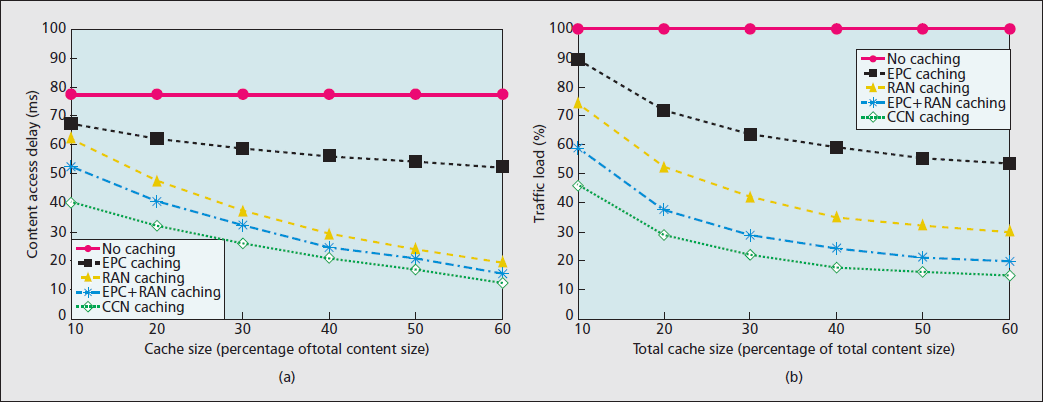 100
90
80
70
60
50
40
30
20
10
0
Content access delay (ms)
No caching
EPC caching
RAN caching
EPC+RAN caching
CCN caching
10 20 30 40 50 60
Cache size (percentage oftotal content size)
(a)
100
90
80
70
60
50
40
30
20
10
0
Traffic load (%)
No caching
EPC caching
RAN caching
EPC+RAN caching
CCN caching
10 20 30 40 50 60
Total cache size (percentage of total content size)
(b)